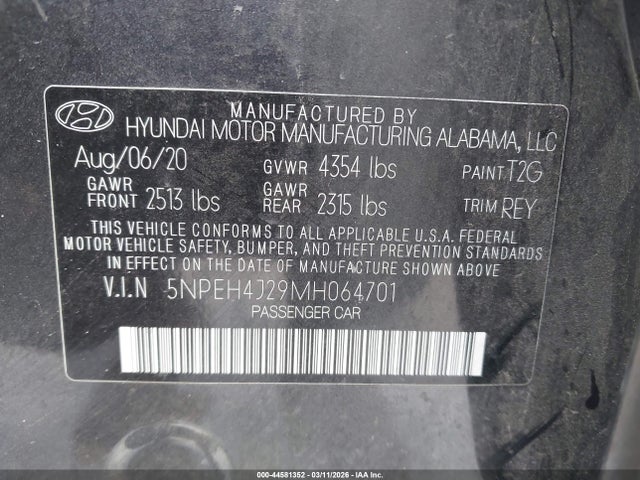 MANUFACTURED BY
HYUNDAI MOTOR MANUFACTURING ALABAMA, LLC
Aug/06/20 GVWR 4354 lbs PAINT T2G
GAWR FRONT 2513 lbs GAWR REAR 2315 lbs TRIM REY
THIS VEHICLE CONFORMS TO ALL APPLICABLE U.S.A. FEDERAL
MOTOR VEHICLE SAFETY, BUMPER, AND THEFT PREVENTION STANDARDS
IN EFFECT ON THE DATE OF MANUFACTURE SHOWN ABOVE
V.I.N 5NPEH4J29MH064701
PASSENGER CAR
000-44581352 - 03/11/2026 - IAA Inc.